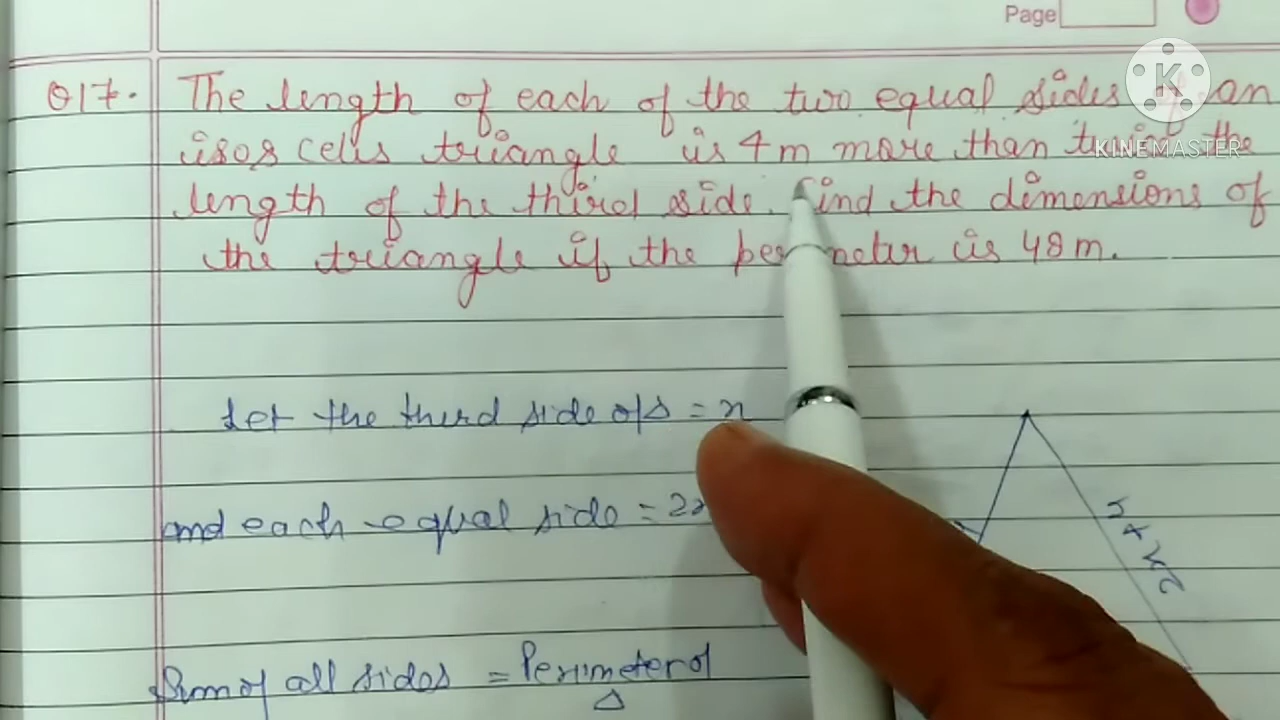 Page
K
KINEMASTER
Q17. The length of each of the two equal sides of an
isoscelis triangle is 4m more than twice the
length of the third side. find the dimensions of
the triangle if the perimeter is 48m.
Let the third side of Δ = x
and each equal side = 2x
2x+4
Sum of all sides = Perimeter of
Δ